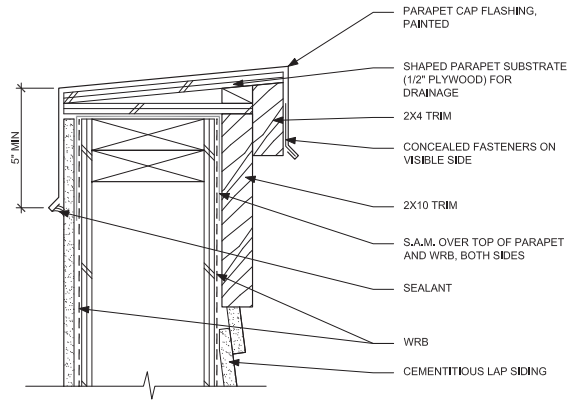 PARAPET CAP FLASHING,
PAINTED
SHAPED PARAPET SUBSTRATE
(1/2" PLYWOOD) FOR
DRAINAGE
2X4 TRIM
CONCEALED FASTENERS ON
VISIBLE SIDE
5" MIN
2X10 TRIM
S.A.M. OVER TOP OF PARAPET
AND WRB, BOTH SIDES
SEALANT
WRB
CEMENTITIOUS LAP SIDING